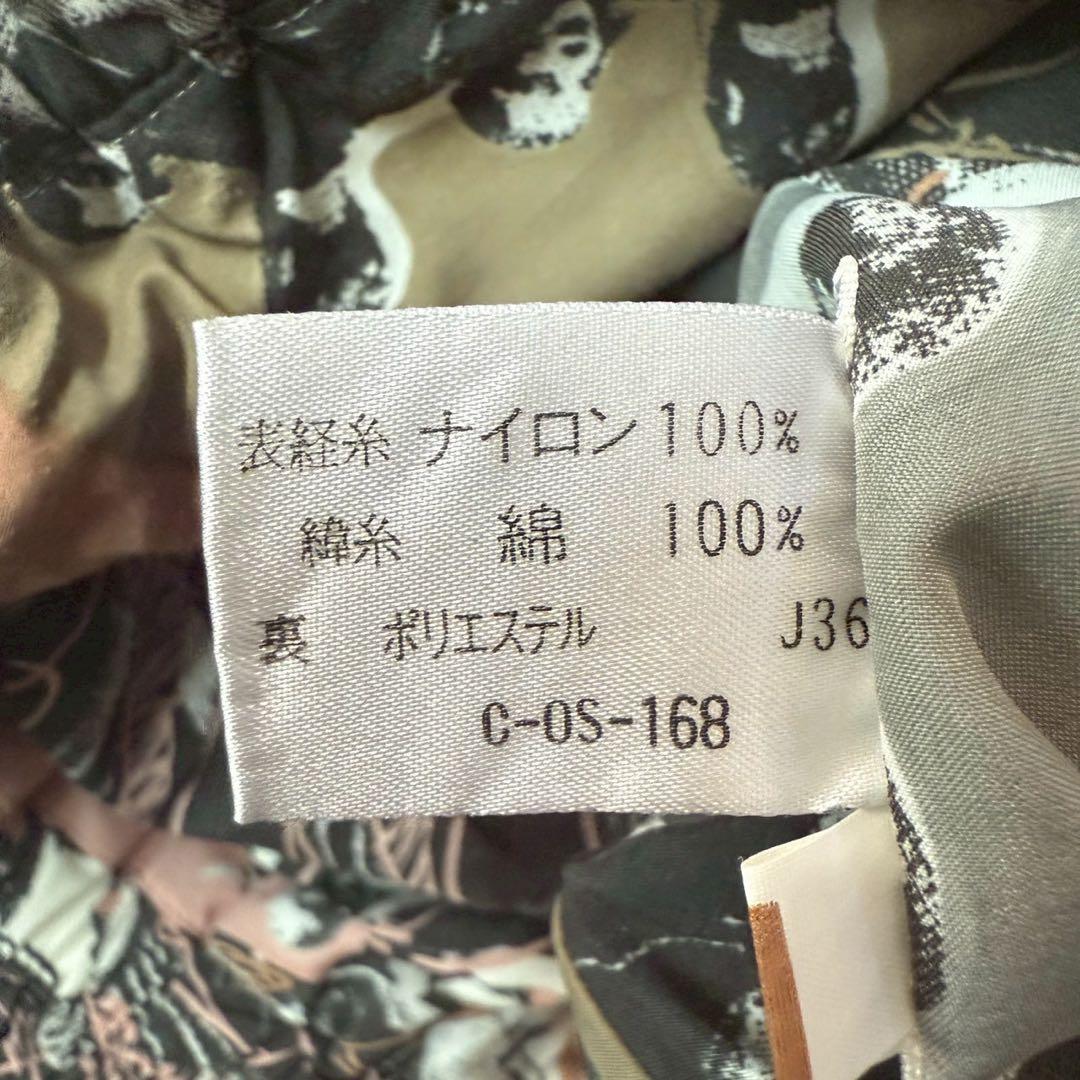 表経糸 ナイロン 100%
緯糸 綿 100%
裏 ポリエステル J36
C-OS-168